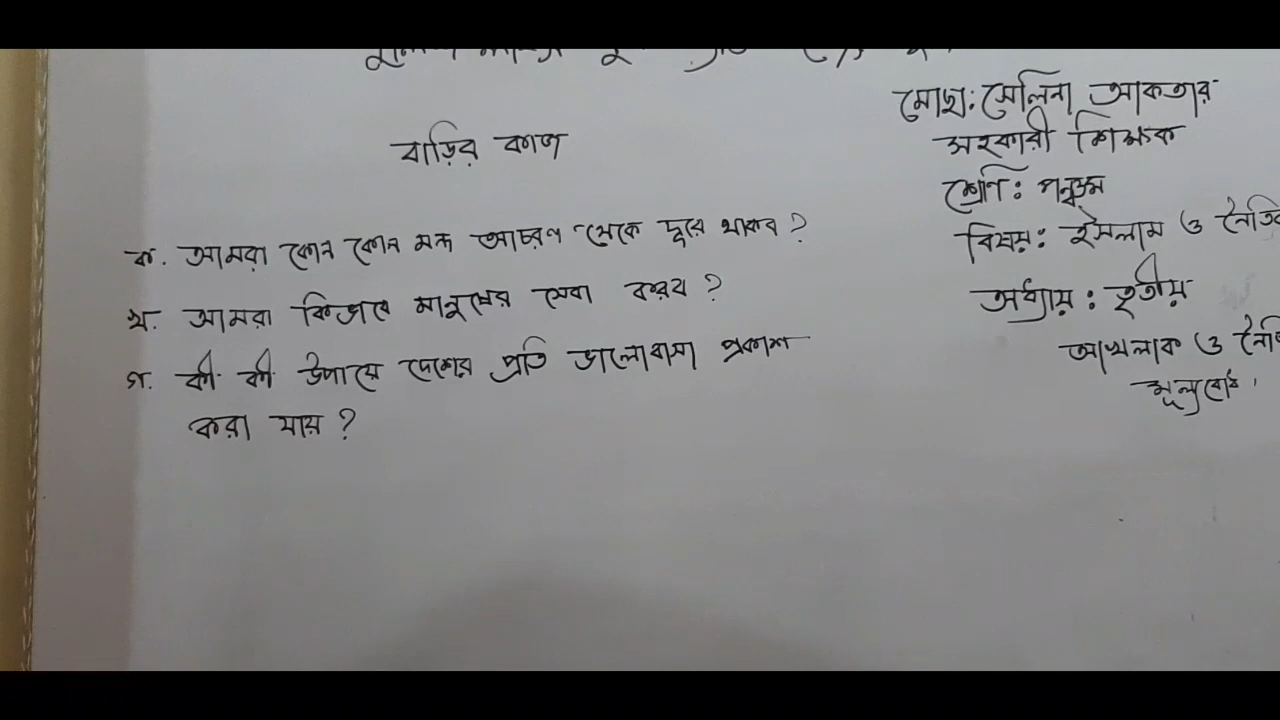 মোছা: সেলিনা আকতার
সহকারী শিক্ষক
শ্রেণি: পঞ্চম
বিষয়: ইসলাম ও
অধ্যায়: তৃতীয়
আখলাক ও
মূল্যবোধ।
বাড়ির কাজ
ক. আমরা কোন কোন মন্দ আচরণ থেকে দূরে থাকব?
খ. আমরা কিভাবে মানুষের সেবা করব?
গ. কী কী উপায়ে দেশের প্রতি ভালোবাসা প্রকাশ
করা যায়?